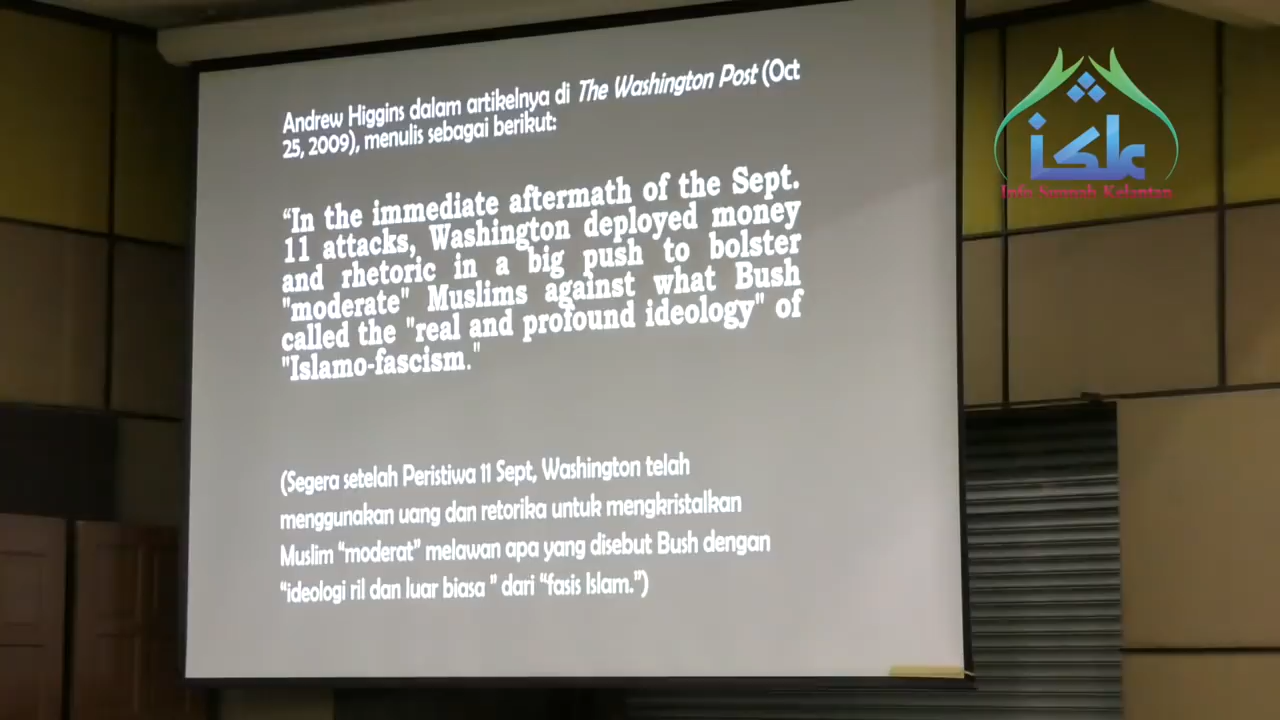 Andrew Higgins dalam artikelnya di The Washington Post (Oct
25, 2009), menulis sebagai berikut:
“In the immediate aftermath of the Sept.
11 attacks, Washington deployed money
and rhetoric in a big push to bolster
"moderate" Muslims against what Bush
called the "real and profound ideology" of
"Islamo-fascism."
(Segera setelah Peristiwa 11 Sept, Washington telah
menggunakan uang dan retorika untuk mengkristalkan
Muslim “moderat” melawan apa yang disebut Bush dengan
“ideologi ril dan luar biasa ” dari “fasis Islam.”)
Info Sunnah Kelantan